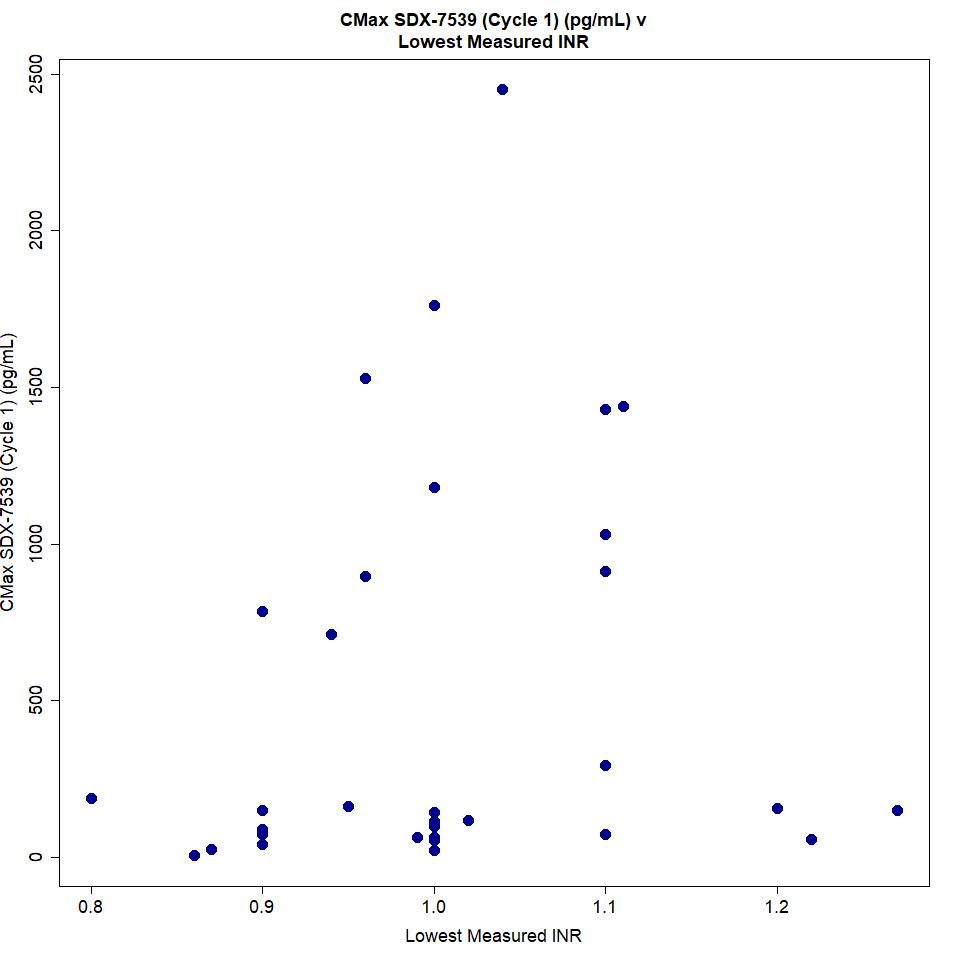 CMax SDX-7539 (Cycle 1) (pg/mL) v
Lowest Measured INR
2500
2000
1500
1000
500
0
CMax SDX-7539 (Cycle 1) (pg/mL)
0.8 0.9 1.0 1.1 1.2
Lowest Measured INR